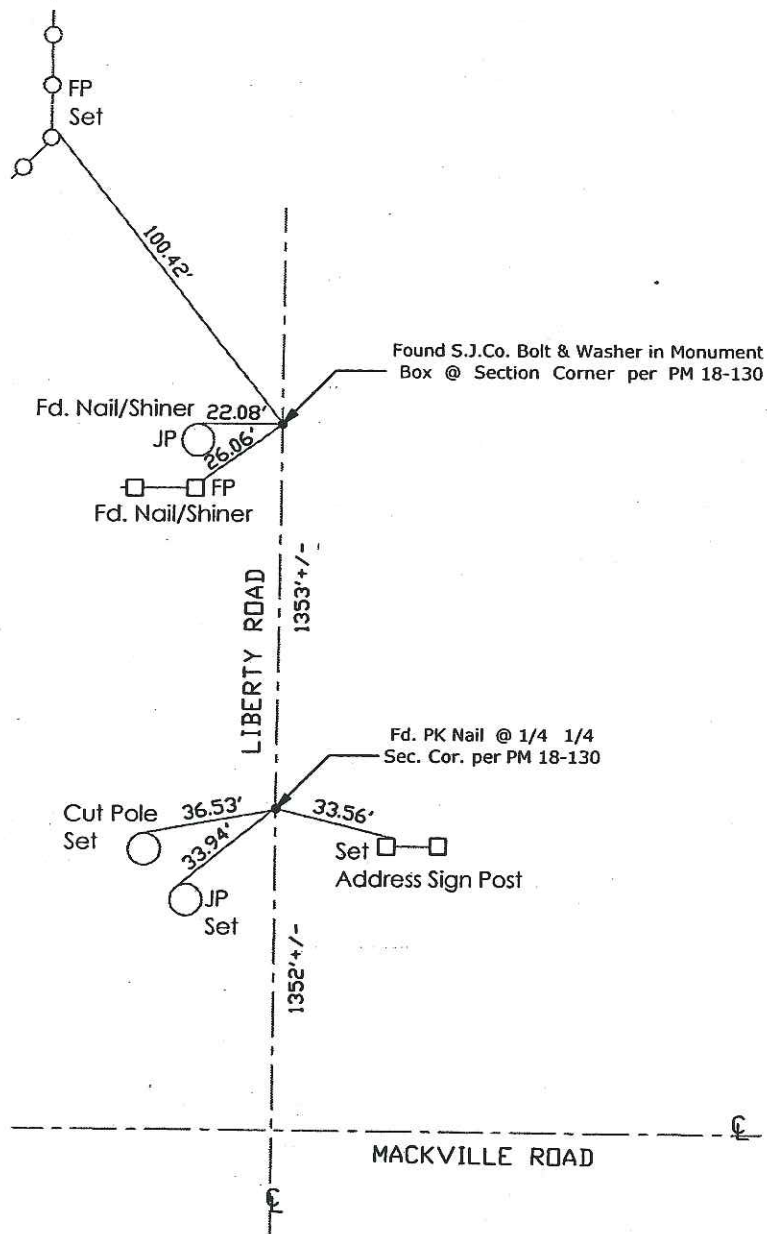 FP
Set
100.42'
Found S.J.Co. Bolt & Washer in Monument
Box @ Section Corner per PM 18-130
Fd. Nail/Shiner
22.08'
JP
26.06'
FP
Fd. Nail/Shiner
1353'+/-
LIBERTY ROAD
Fd. PK Nail @ 1/4 1/4
Sec. Cor. per PM 18-130
Cut Pole
Set
36.53'
33.56'
33.94'
Set
Address Sign Post
JP
Set
1352'+/-
℄
MACKVILLE ROAD
℄